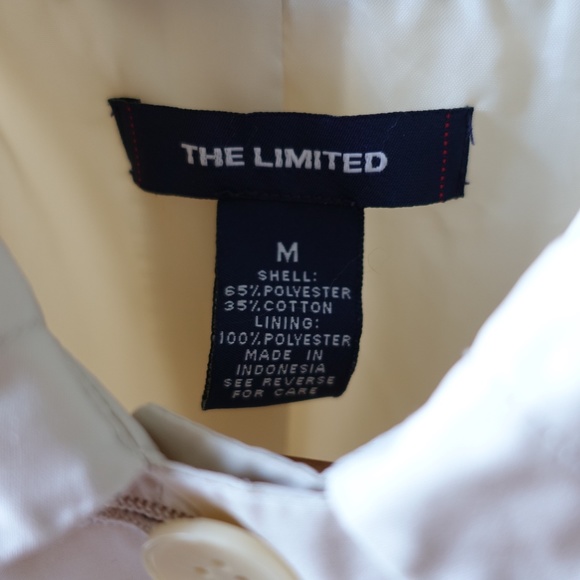 THE LIMITED
M
SHELL:
65%POLYESTER
35%COTTON
LINING:
100%POLYESTER
MADE IN
INDONESIA
SEE REVERSE
FOR CARE